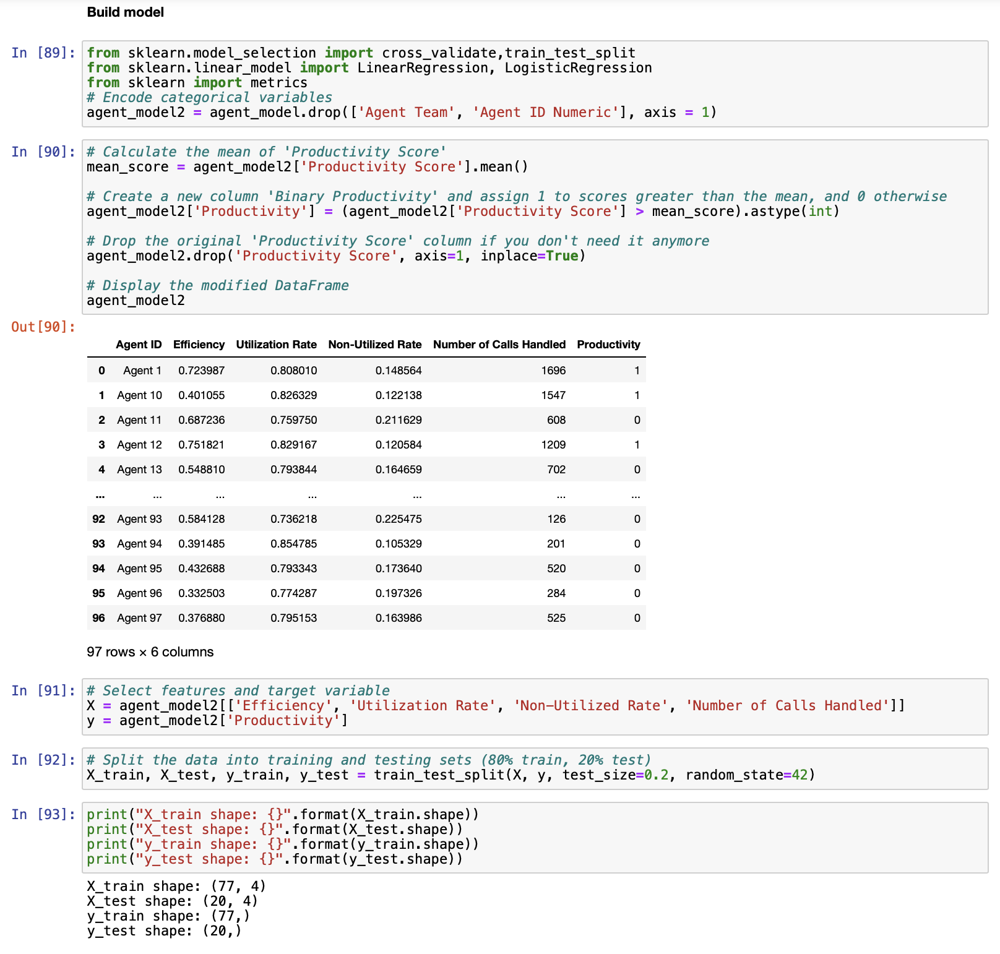 Build model
In [89]:
from sklearn.model_selection import cross_validate,train_test_split
from sklearn.linear_model import LinearRegression, LogisticRegression
from sklearn import metrics
# Encode categorical variables
agent_model2 = agent_model.drop(['Agent Team', 'Agent ID Numeric'], axis = 1)
In [90]:
# Calculate the mean of 'Productivity Score'
mean_score = agent_model2['Productivity Score'].mean()
# Create a new column 'Binary Productivity' and assign 1 to scores greater than the mean, and 0 otherwise
agent_model2['Productivity'] = (agent_model2['Productivity Score'] > mean_score).astype(int)
# Drop the original 'Productivity Score' column if you don't need it anymore
agent_model2.drop('Productivity Score', axis=1, inplace=True)
# Display the modified DataFrame
agent_model2
Out[90]:
Agent ID Efficiency Utilization Rate Non-Utilized Rate Number of Calls Handled Productivity
0 Agent 1 0.723987 0.808010 0.148564 1696 1
1 Agent 10 0.401055 0.826329 0.122138 1547 1
2 Agent 11 0.687236 0.759750 0.211629 608 0
3 Agent 12 0.751821 0.829167 0.120584 1209 1
4 Agent 13 0.548810 0.793844 0.164659 702 0
... ... ... ... ... ... ...
92 Agent 93 0.584128 0.736218 0.225475 126 0
93 Agent 94 0.391485 0.854785 0.105329 201 0
94 Agent 95 0.432688 0.793343 0.173640 520 0
95 Agent 96 0.332503 0.774287 0.197326 284 0
96 Agent 97 0.376880 0.795153 0.163986 525 0
97 rows × 6 columns
In [91]:
# Select features and target variable
X = agent_model2[['Efficiency', 'Utilization Rate', 'Non-Utilized Rate', 'Number of Calls Handled']]
y = agent_model2['Productivity']
In [92]:
# Split the data into training and testing sets (80% train, 20% test)
X_train, X_test, y_train, y_test = train_test_split(X, y, test_size=0.2, random_state=42)
In [93]:
print("X_train shape: {}".format(X_train.shape))
print("X_test shape: {}".format(X_test.shape))
print("y_train shape: {}".format(y_train.shape))
print("y_test shape: {}".format(y_test.shape))
X_train shape: (77, 4)
X_test shape: (20, 4)
y_train shape: (77,)
y_test shape: (20,)